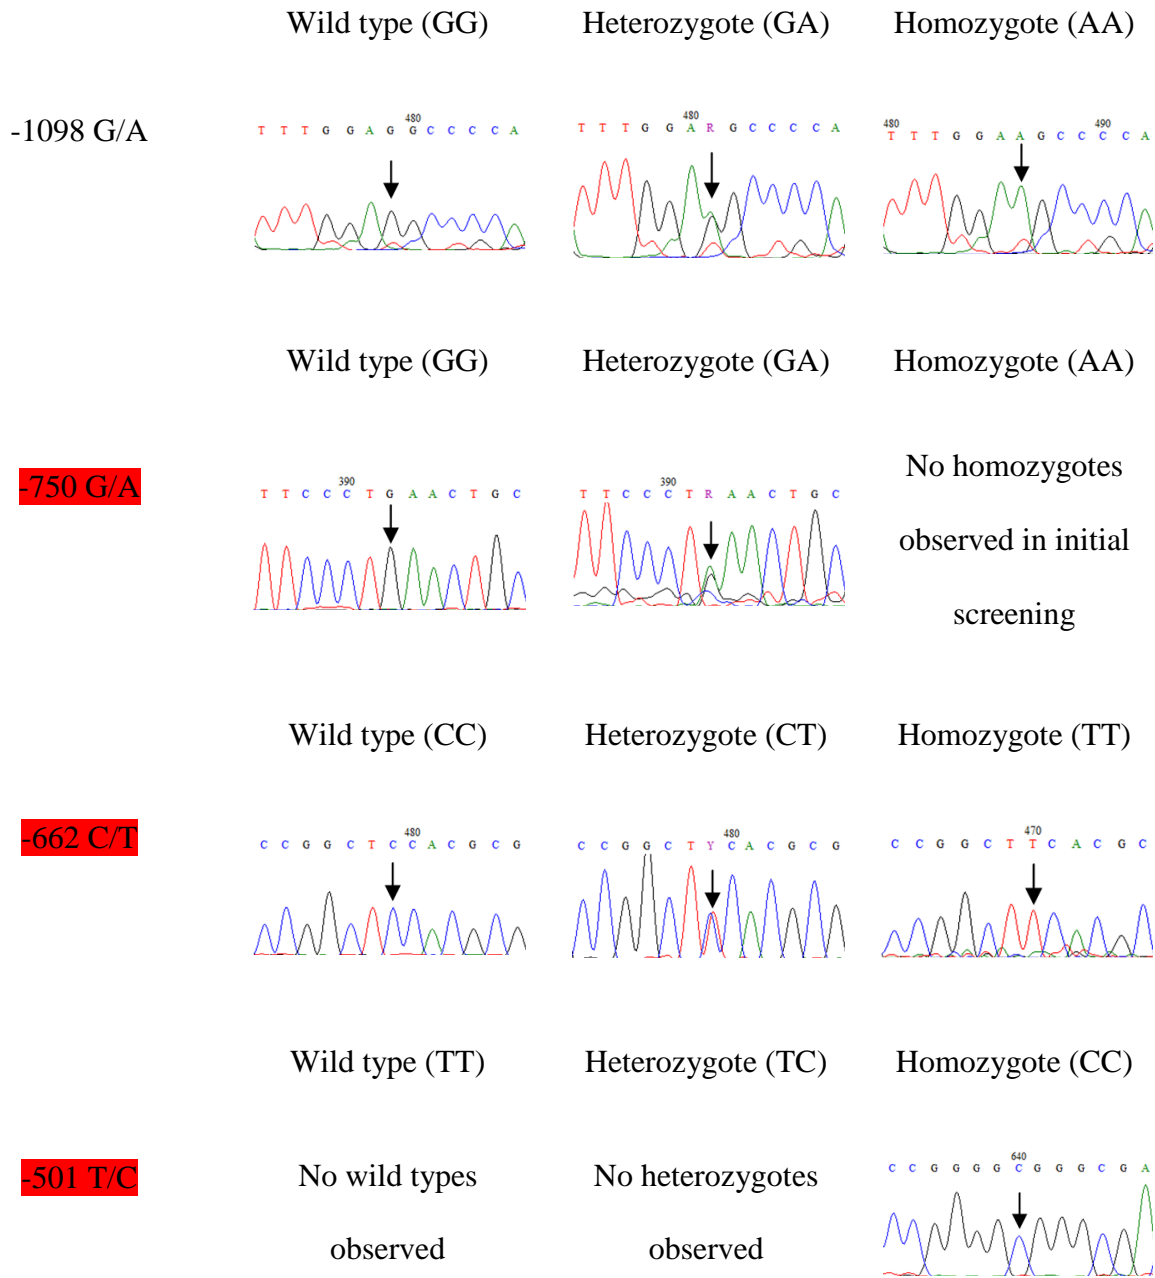 Wild type (GG) Heterozygote (GA) Homozygote (AA)
-1098 G/A
480
T T T G G A G G C C C C A
480
T T T G G A R G C C C C A
480 490
T T T G G A A G C C C C A
Wild type (GG) Heterozygote (GA) Homozygote (AA)
-750 G/A
390
T T C C C T G A A C T G C
390
T T C C C T R A A C T G C
No homozygotes
observed in initial
screening
Wild type (CC) Heterozygote (CT) Homozygote (TT)
-662 C/T
480
C C G G C T C C A C G C G
480
C C G G C T Y C A C G C G
470
C C G G C T T C A C G C
Wild type (TT) Heterozygote (TC) Homozygote (CC)
-501 T/C
No wild types
observed
No heterozygotes
observed
640
C C G G G G C G G G C G A